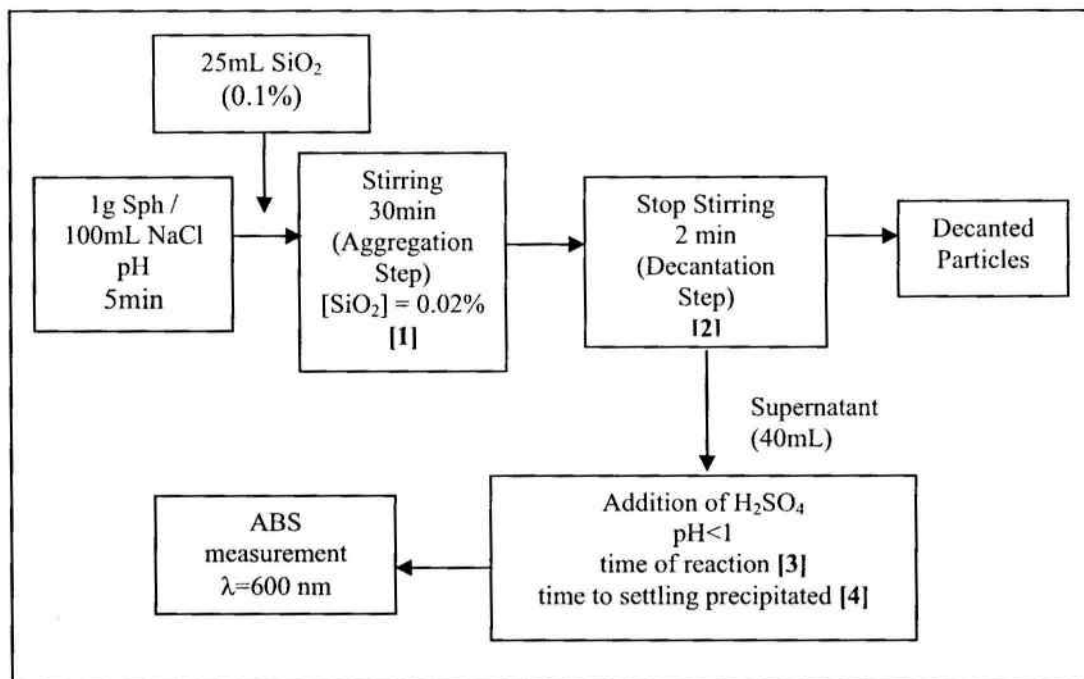 25mL SiO₂
(0.1%)
1g Sph /
100mL NaCl
pH
5min
Stirring
30min
(Aggregation
Step)
[SiO₂] = 0.02%
[1]
Stop Stirring
2 min
(Decantation
Step)
[2]
Decanted
Particles
Supernatant
(40mL)
Addition of H₂SO₄
pH<1
time of reaction [3]
time to settling precipitated [4]
ABS
measurement
λ=600 nm